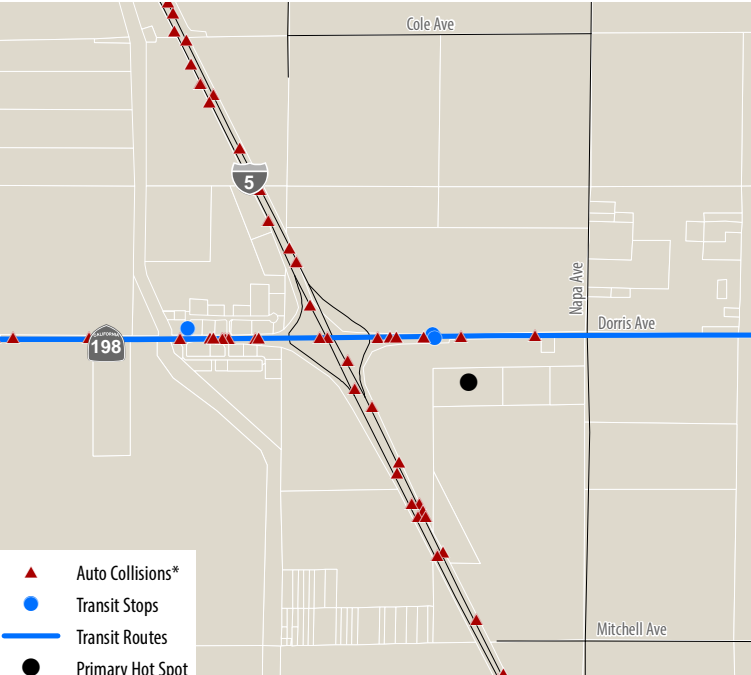 Cole Ave
5
Napa Ave
Dorris Ave
CALIFORNIA
198
Auto Collisions*
Transit Stops
Transit Routes
Mitchell Ave
Primary Hot Spot